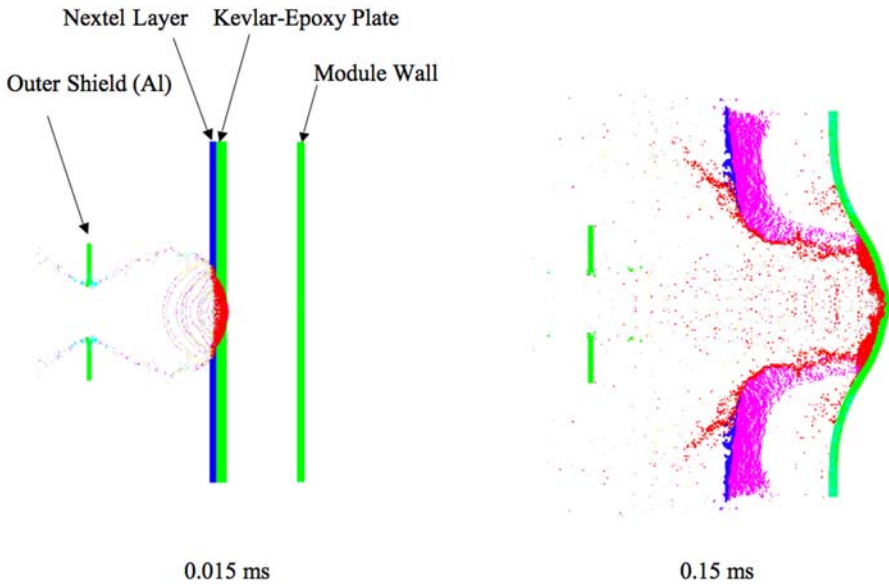 Nextel Layer
Kevlar-Epoxy Plate
Outer Shield (Al)
Module Wall
0.015 ms
0.15 ms